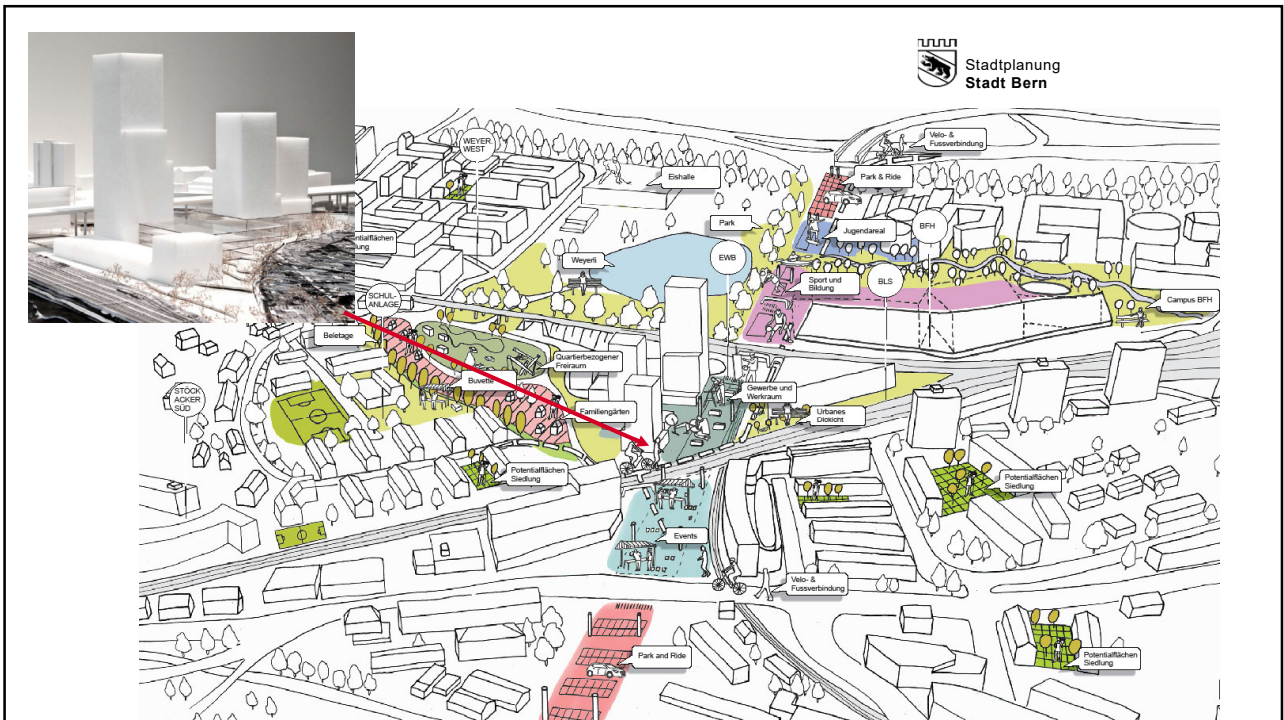 Stadtplanung
Stadt Bern
Velo- &
Fussverbindung
WEYER
WEST
Eishalle
Park & Ride
Park
Jugendareal
BFH
Weyerli
EWB
Sport und
Bildung
BLS
SCHUL-
ANLAGE
Campus BFH
Beletage
Quartierbezogener
Freiraum
Buvette
Gewerbe und
Werkraum
STÖCK
ACKER
SÜD
Familiengärten
Urbanes
Dickicht
Potentialflächen
Siedlung
Potentialflächen
Siedlung
Events
Velo- &
Fussverbindung
Park and Ride
Potentialflächen
Siedlung